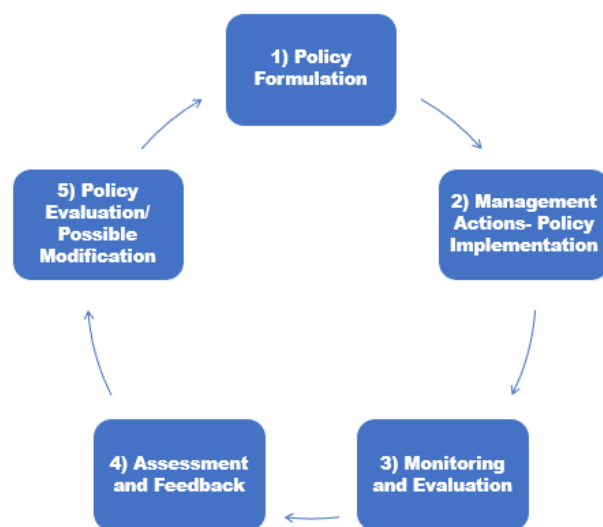 1) Policy
Formulation
2) Management
Actions- Policy
Implementation
3) Monitoring
and Evaluation
4) Assessment
and Feedback
5) Policy
Evaluation/
Possible
Modification